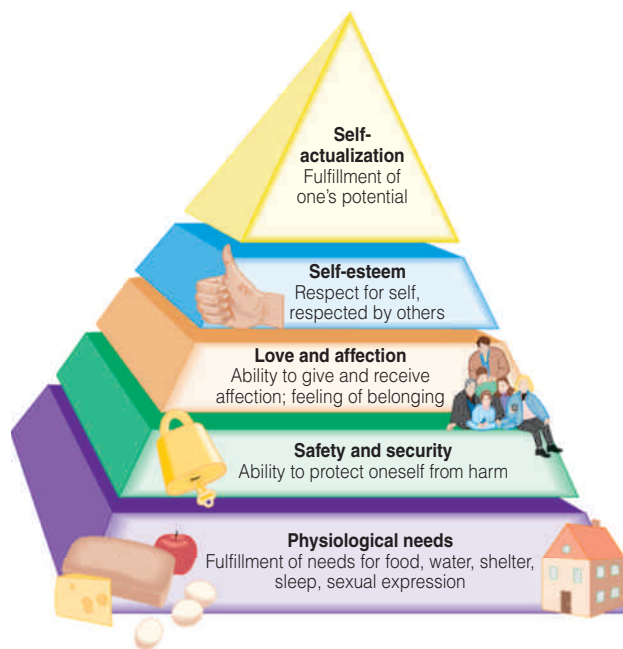 Self-
actualization
Fulfillment of
one's potential
Self-esteem
Respect for self,
respected by others
Love and affection
Ability to give and receive
affection; feeling of belonging
Safety and security
Ability to protect oneself from harm
Physiological needs
Fulfillment of needs for food, water, shelter,
sleep, sexual expression